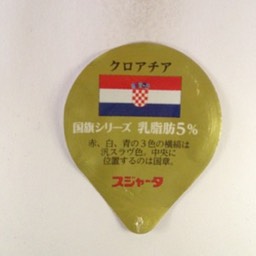 クロアチア
国旗シリーズ 乳脂肪5%
赤、白、青の3色の横縞は
汎スラヴ色。中央に
位置するのは国章。
スジャータ